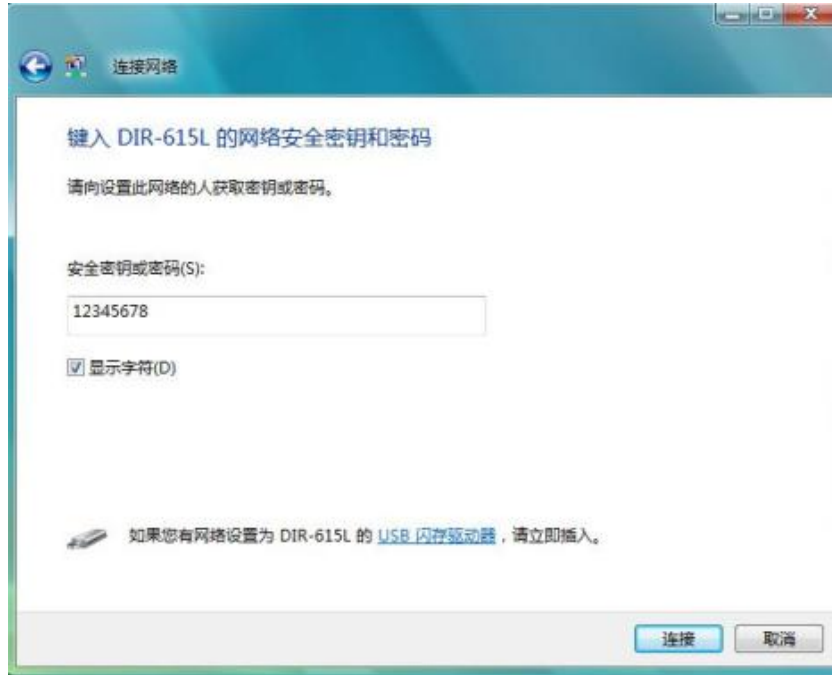 连接网络
键入 DIR-615L 的网络安全密钥和密码
请向设置此网络的人获取密钥或密码。
安全密钥或密码(S):
12345678
显示字符(D)
如果您有网络设置为 DIR-615L 的 USB 闪存驱动器，请立即插入。
连接 取消